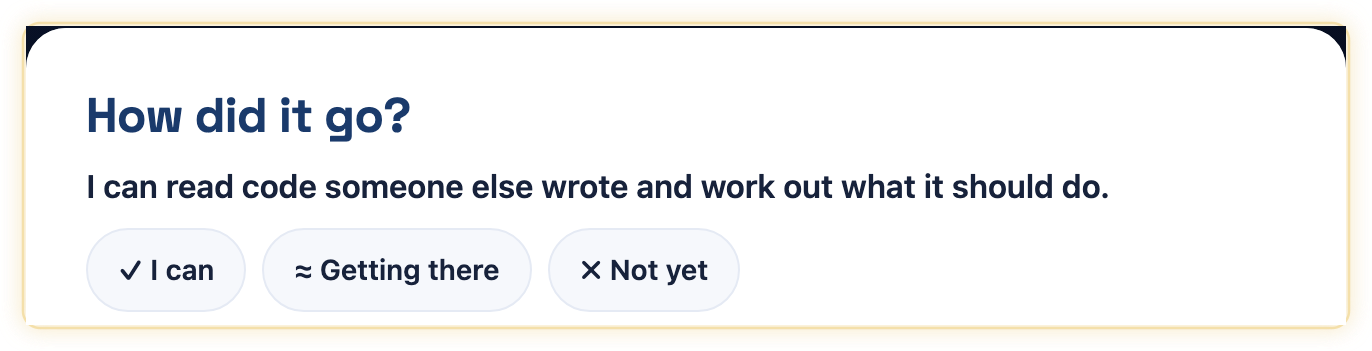 How did it go?
I can read code someone else wrote and work out what it should do.
✓ I can ≈ Getting there ✕ Not yet